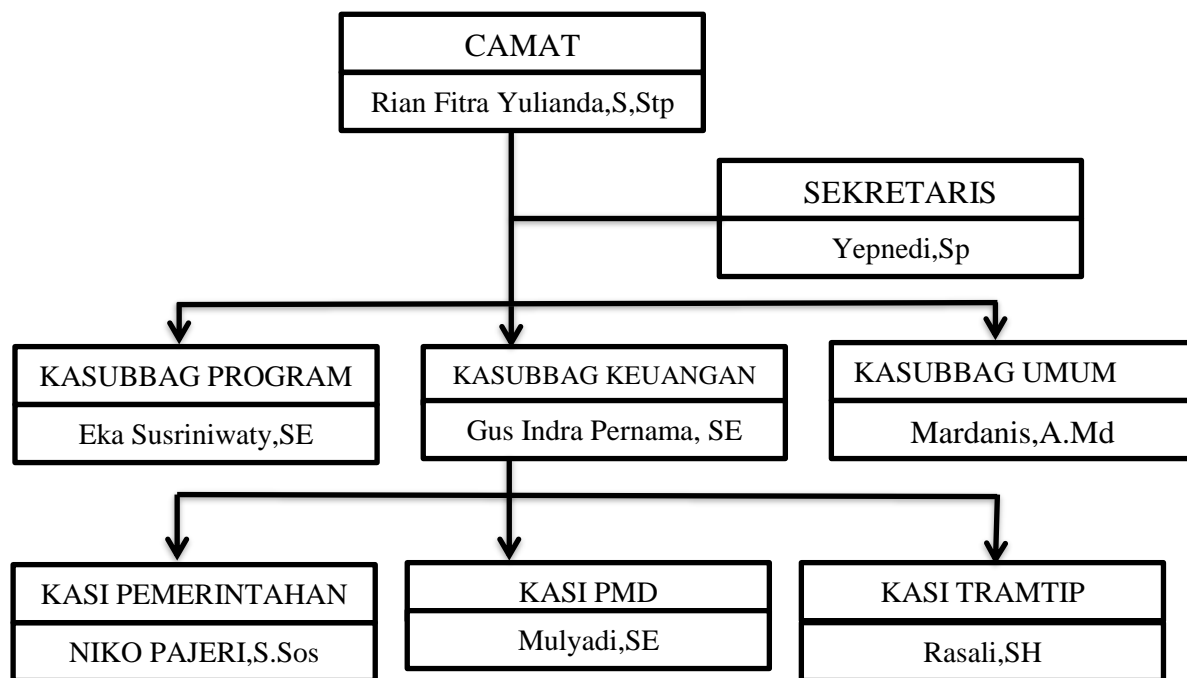 CAMAT
Rian Fitra Yulianda,S,Stp
SEKRETARIS
Yepnedi,Sp
KASUBBAG PROGRAM
Eka Susriniwaty,SE
KASUBBAG KEUANGAN
Gus Indra Pernama, SE
KASUBBAG UMUM
Mardanis,A.Md
KASI PEMERINTAHAN
NIKO PAJERI,S.Sos
KASI PMD
Mulyadi,SE
KASI TRAMTIP
Rasali,SH